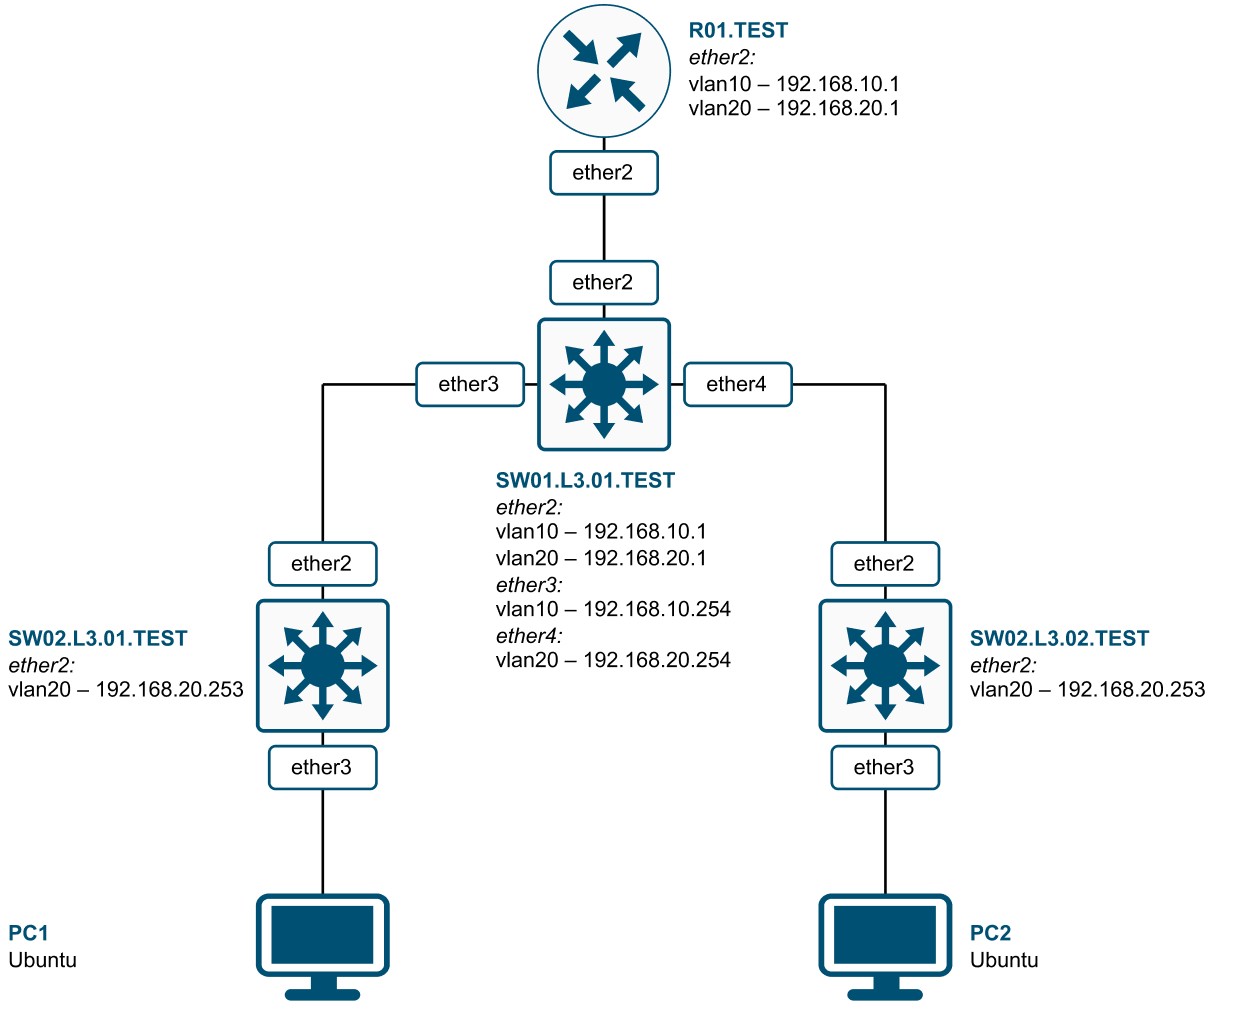 R01.TEST
ether2:
vlan10 – 192.168.10.1
vlan20 – 192.168.20.1
ether2
ether2
ether3
ether4
SW01.L3.01.TEST
ether2:
vlan10 – 192.168.10.1
vlan20 – 192.168.20.1
ether3:
vlan10 – 192.168.10.254
ether4:
vlan20 – 192.168.20.254
ether2
ether2
SW02.L3.01.TEST
ether2:
vlan20 – 192.168.20.253
SW02.L3.02.TEST
ether2:
vlan20 – 192.168.20.253
ether3
ether3
PC1
Ubuntu
PC2
Ubuntu